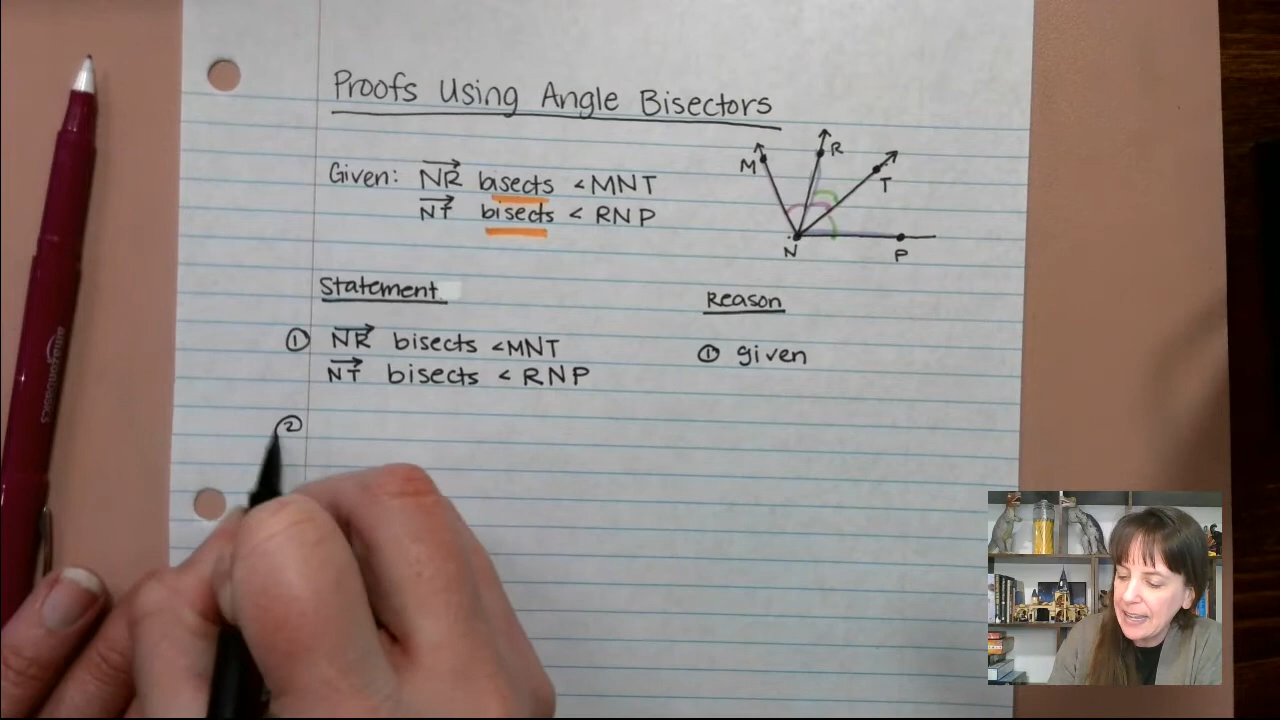 Proofs Using Angle Bisectors
Given: NR bisects <MNT
NT bisects < RNP
M
R
T
N
P
Statement
Reason
① NR bisects <MNT
① given
NT bisects < RNP
②
amazonbasics